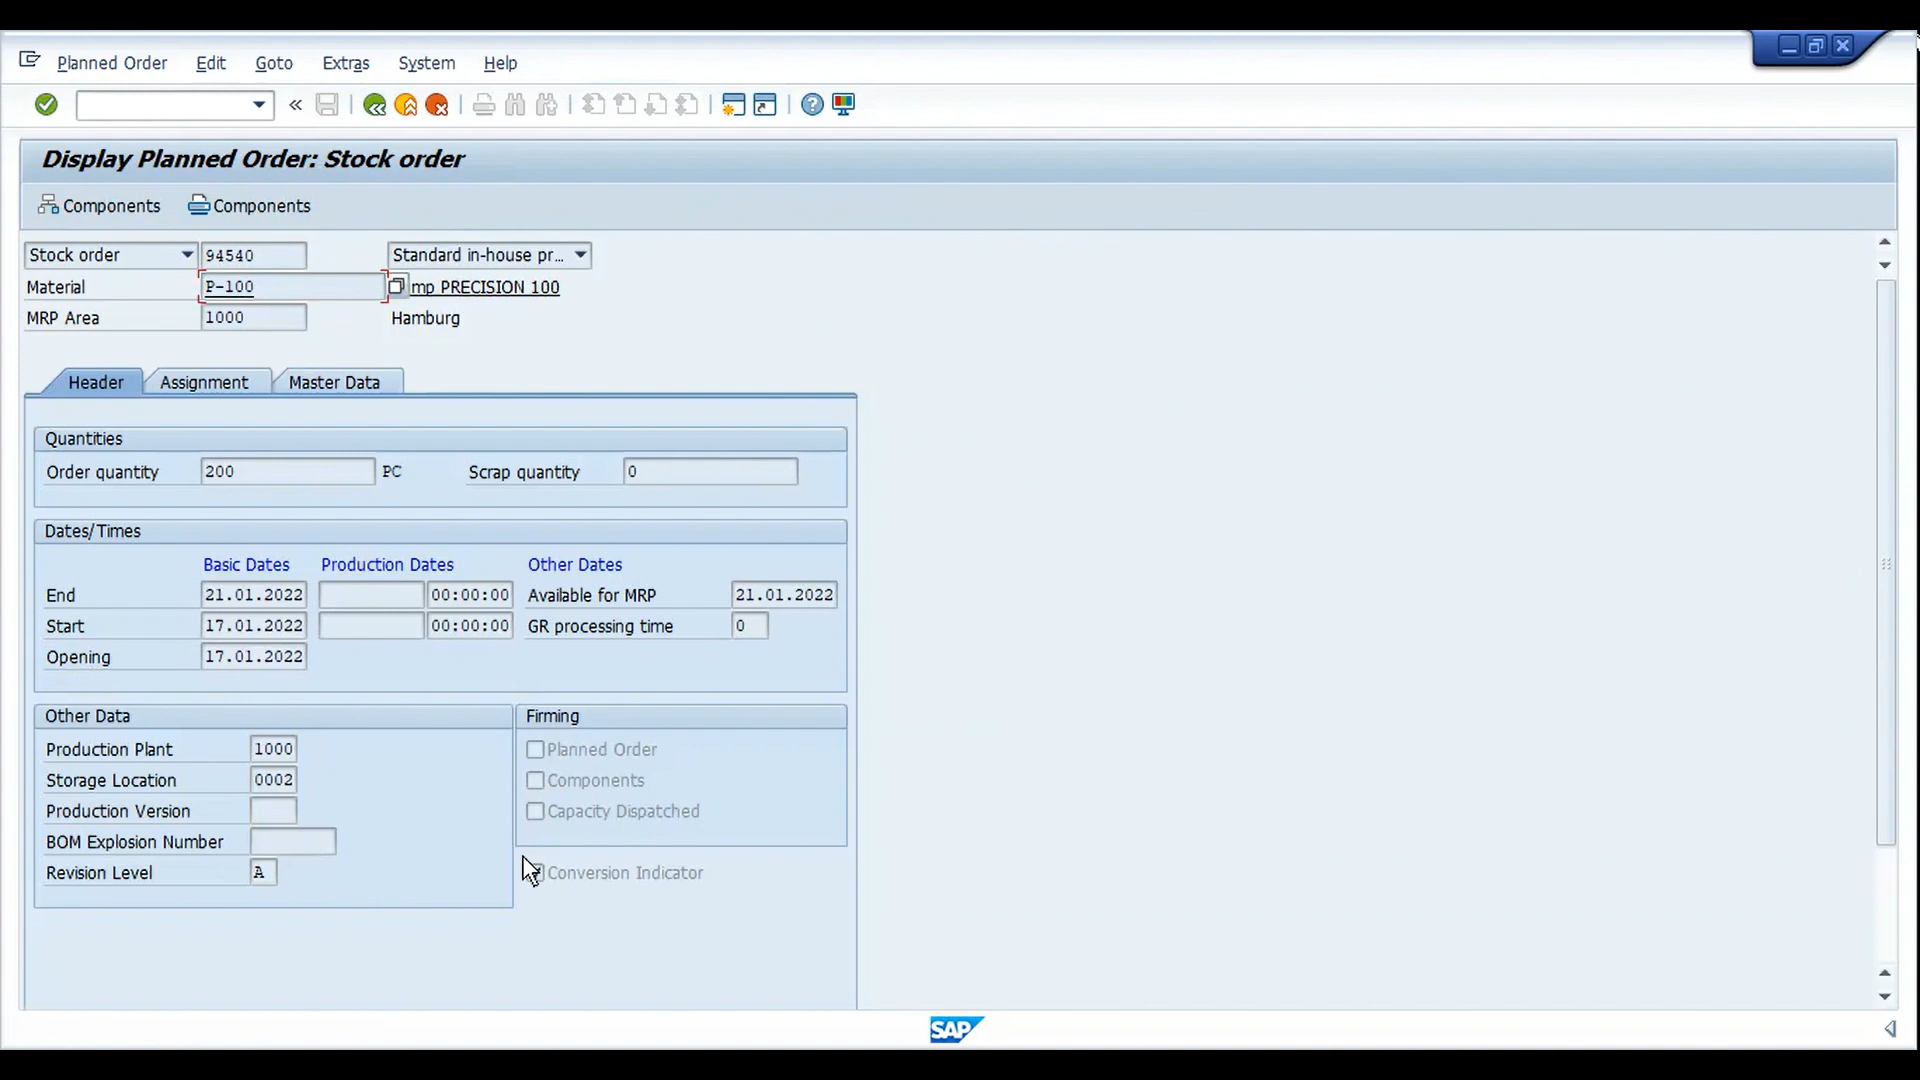 Planned Order Edit Goto Extras System Help
Display Planned Order: Stock order
Components Components
Stock order 94540 Standard in-house pr...
Material P-100 mp PRECISION 100
MRP Area 1000 Hamburg
Header Assignment Master Data
Quantities
Order quantity 200 PC Scrap quantity 0
Dates/Times
Basic Dates Production Dates Other Dates
End 21.01.2022 00:00:00 Available for MRP 21.01.2022
Start 17.01.2022 00:00:00 GR processing time 0
Opening 17.01.2022
Other Data Firming
Production Plant 1000 Planned Order
Storage Location 0002 Components
Production Version Capacity Dispatched
BOM Explosion Number
Revision Level A Conversion Indicator
SAP